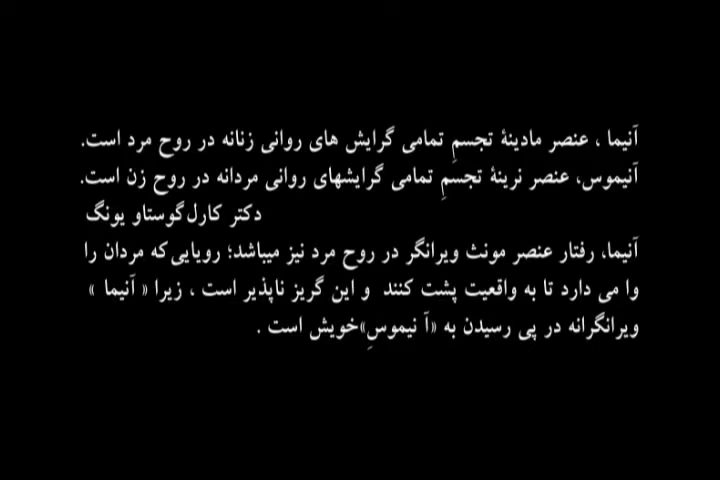 آنیما ، عنصر مادینهٔ تجسمِ تمامی گرایش های روانی زنانه در روح مرد است.
آنیموس، عنصر نرینهٔ تجسمِ تمامی گرایشهای روانی مردانه در روح زن است.
دکتر کارل گوستاو یونگ
آنیما، رفتار عنصر مونث ویرانگر در روح مرد نیز میباشد؛ رویایی که مردان را
وا می دارد تا به واقعیت پشت کنند و این گریز ناپذیر است ، زیرا « آنیما »
ویرانگرانه در پی رسیدن به «آ نیموسِ»خویش است .